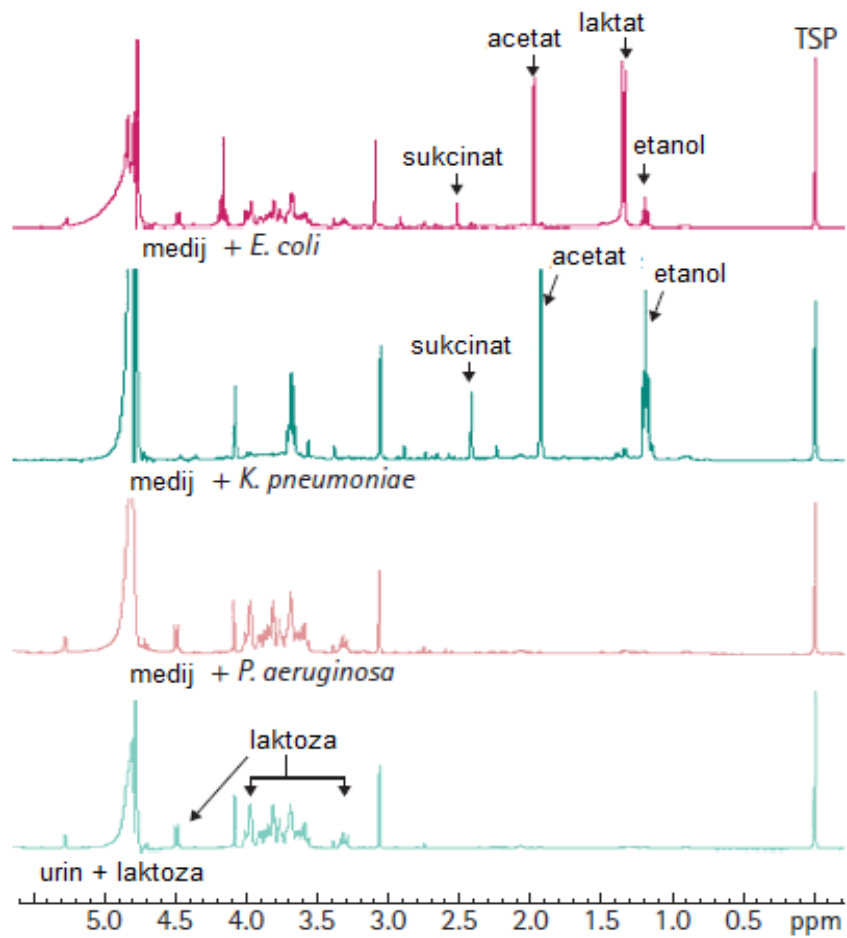 laktat
acetat
TSP
etanol
sukcinat
medij + E. coli
acetat
etanol
sukcinat
medij + K. pneumoniae
medij + P. aeruginosa
laktoza
urin + laktoza
5.0 4.5 4.0 3.5 3.0 2.5 2.0 1.5 1.0 0.5 ppm